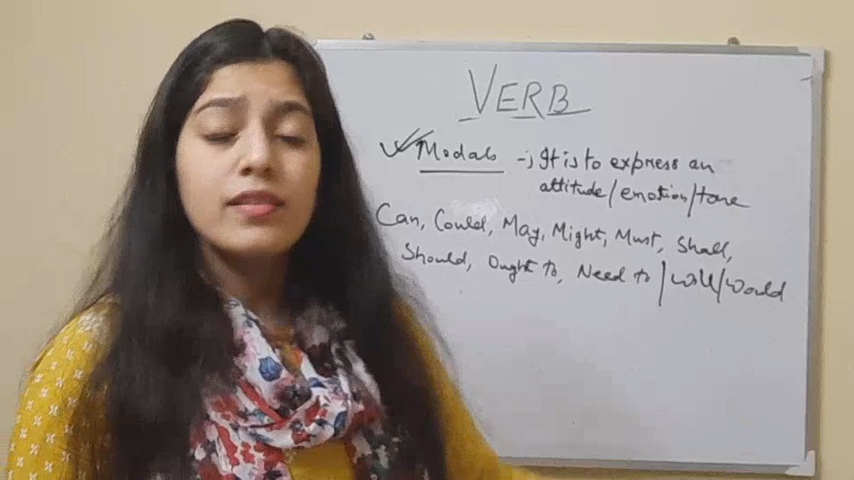 VERB
Modals -; It is to express an
attitude/emotion/tone
Can, Could, May, Might, Must, Shall,
Should, Ought to, Need to / Will/Would